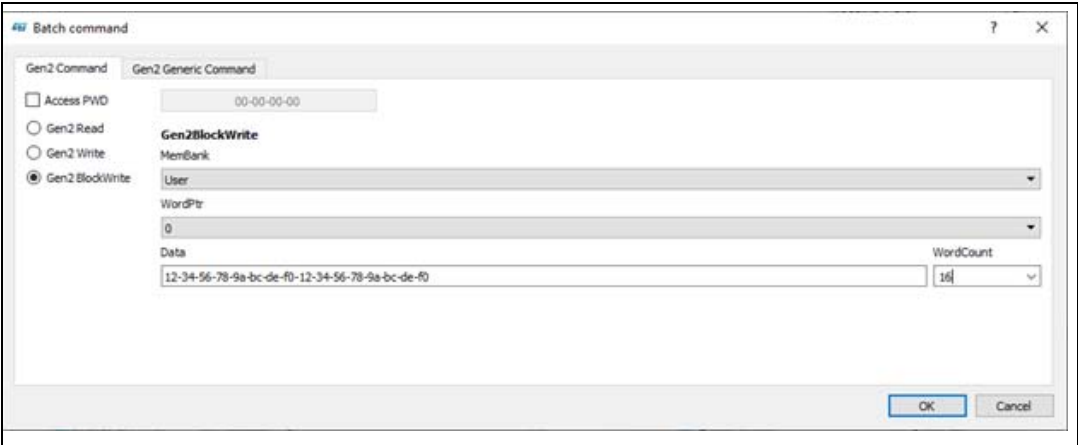 Batch command
? ×
Gen2 Command Gen2 Generic Command
Access PWD 00-00-00-00
Gen2 Read
Gen2BlockWrite
Gen2 Write
MemBank
Gen2 BlockWrite
User
WordPtr
0
Data WordCount
12-34-56-78-9a-bc-de-f0-12-34-56-78-9a-bc-de-f0 16
OK Cancel